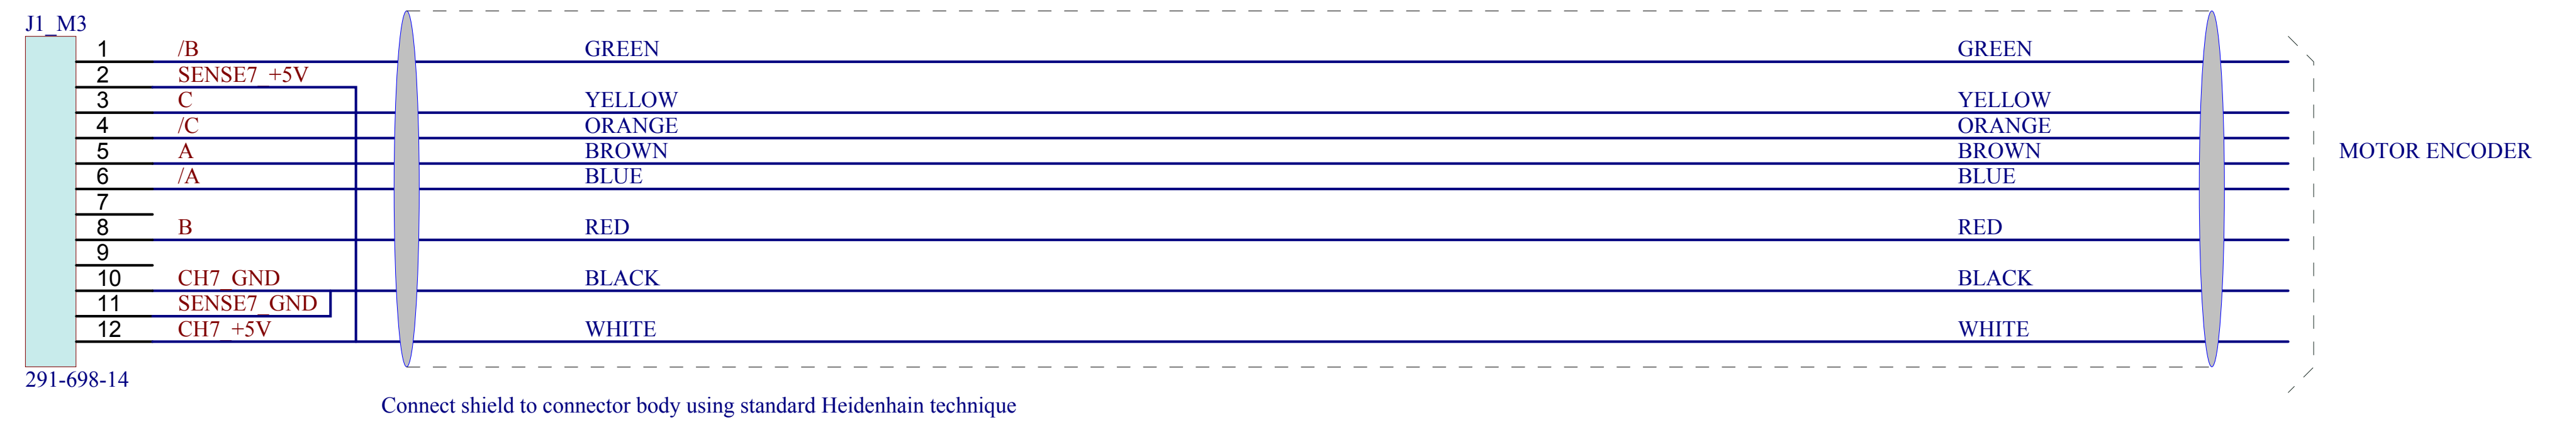 J1_M3
1 /B GREEN GREEN
2 SENSE7_+5V
3 C YELLOW YELLOW
4 /C ORANGE ORANGE
5 A BROWN BROWN MOTOR ENCODER
6 /A BLUE BLUE
7
8 B RED RED
9
10 CH7_GND BLACK BLACK
11 SENSE7_GND
12 CH7_+5V WHITE WHITE
291-698-14
Connect shield to connector body using standard Heidenhain technique